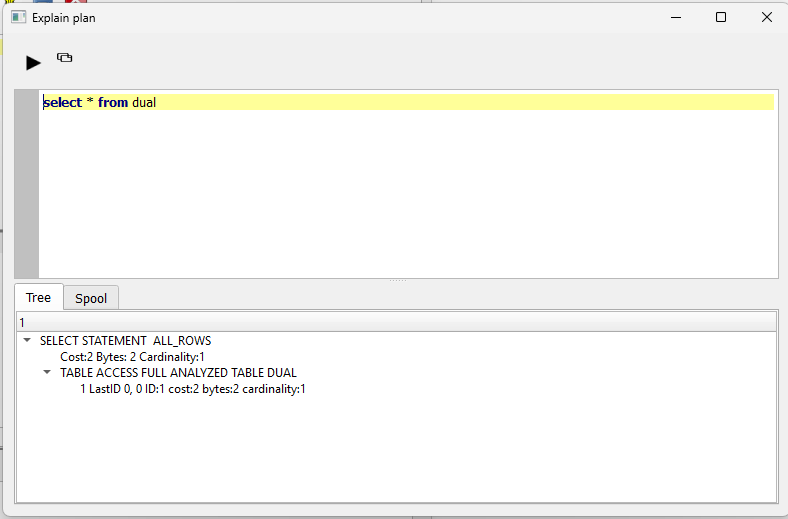 Explain plan
select * from dual
Tree Spool
1
SELECT STATEMENT  ALL_ROWS
Cost:2 Bytes: 2 Cardinality:1
TABLE ACCESS FULL ANALYZED TABLE DUAL
1 LastID 0, 0 ID:1 cost:2 bytes:2 cardinality:1